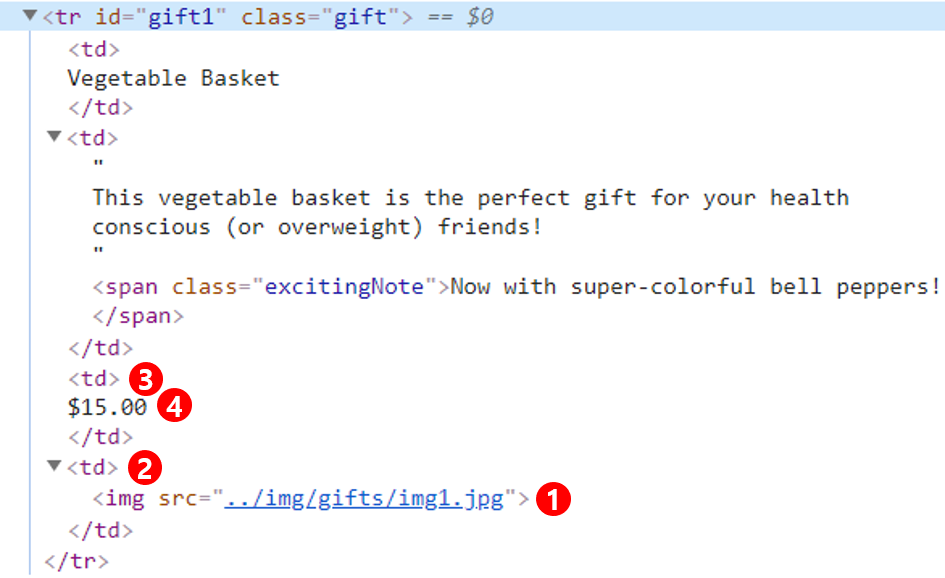 ▼<tr id="gift1" class="gift"> == $0
<td>
Vegetable Basket
</td>
▼<td>
"
This vegetable basket is the perfect gift for your health
conscious (or overweight) friends!
"
<span class="excitingNote">Now with super-colorful bell peppers!
</span>
</td>
<td> 3
$15.00 4
</td>
▼<td> 2
<img src="../img/gifts/img1.jpg"> 1
</td>
</tr>